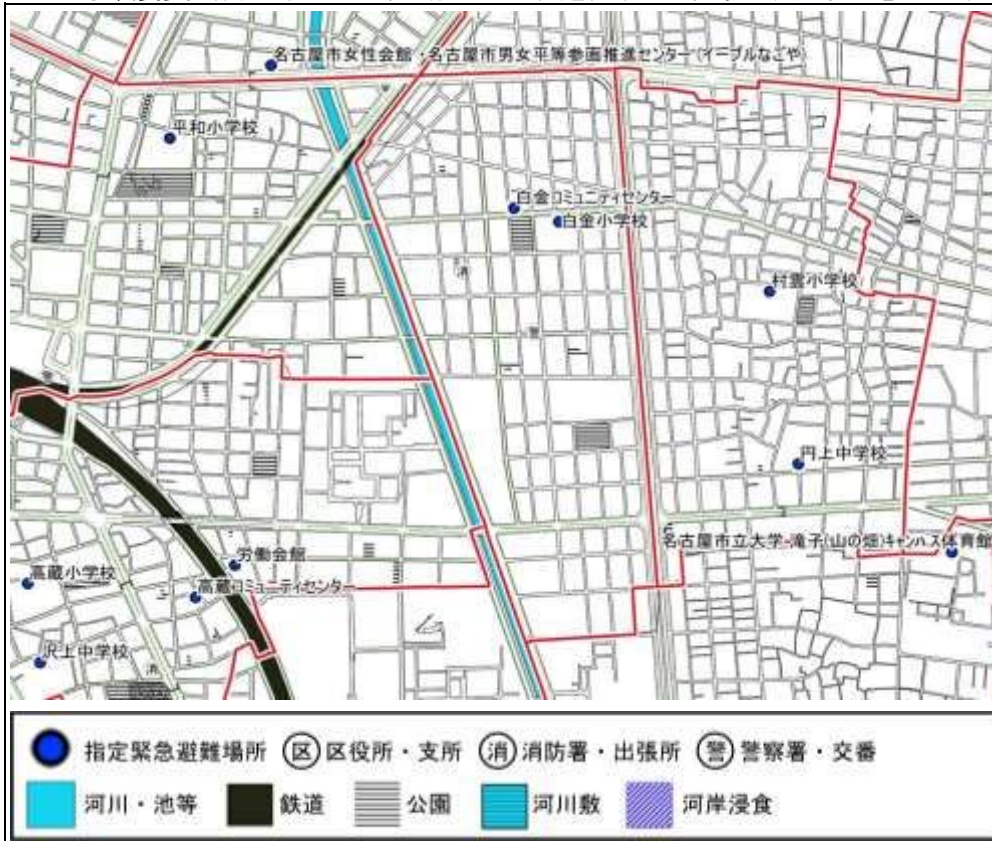 名古屋市女性会館・名古屋市男女平等参画推進センター(イーブルなごや)
平和小学校
白金コミュニティセンター
白金小学校
消
村雲小学校
円上中学校
名古屋市立大学 滝子(山の畑)キャンパス体育館
労働会館
高蔵小学校
高蔵コミュニティセンター
沢上中学校
消
指定緊急避難場所 区 区役所・支所 消 消防署・出張所 警 警察署・交番
河川・池等 鉄道 公園 河川敷 河岸浸食